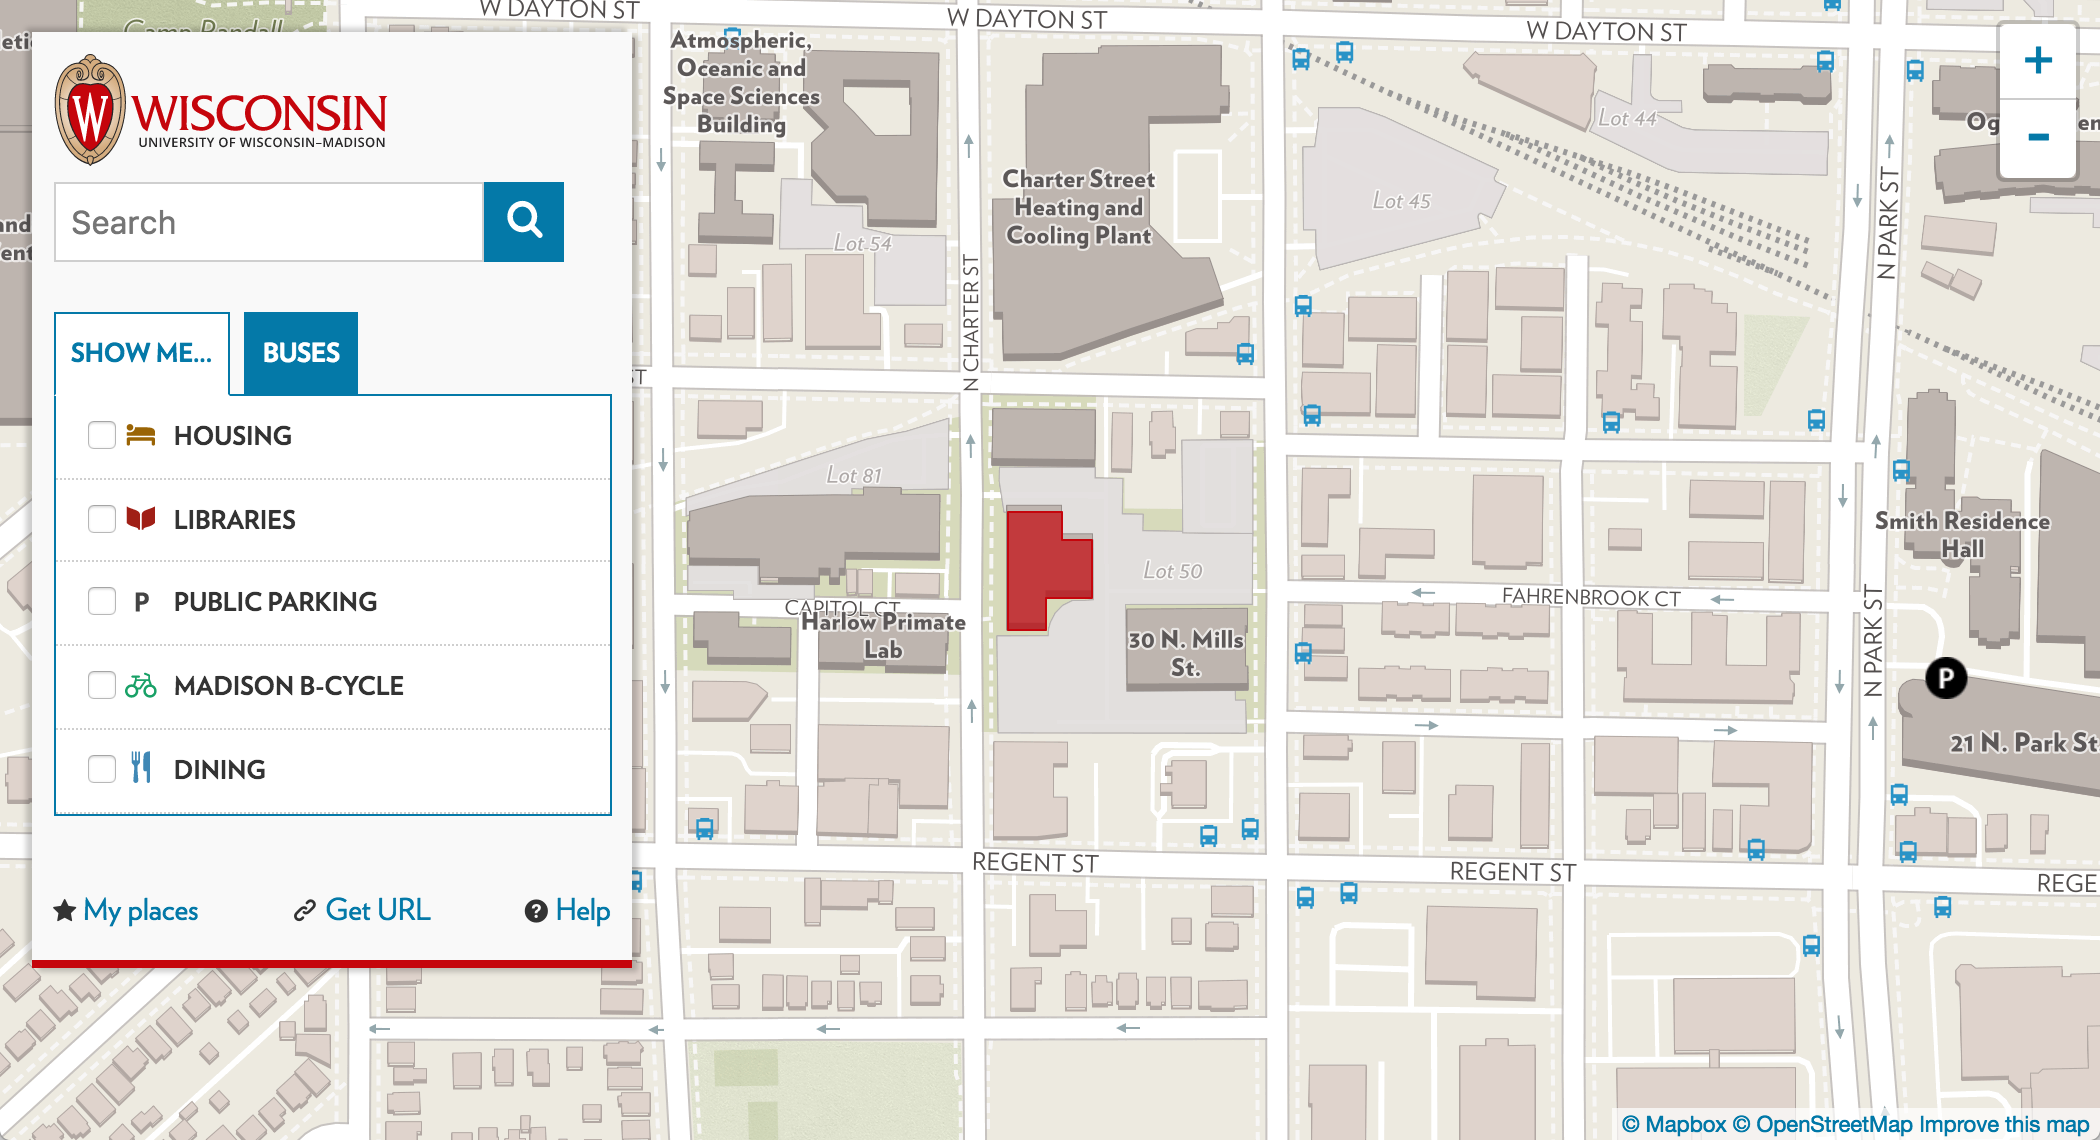 W DAYTON ST
W DAYTON ST
W DAYTON ST
Camp Randall
WISCONSIN
UNIVERSITY OF WISCONSIN–MADISON
Search
SHOW ME...
BUSES
HOUSING
LIBRARIES
P PUBLIC PARKING
MADISON B-CYCLE
DINING
My places
Get URL
? Help
Atmospheric,
Oceanic and
Space Sciences
Building
Lot 54
N CHARTER ST
Charter Street
Heating and
Cooling Plant
Lot 44
Lot 45
N PARK ST
+
-
ST
Lot 81
CAPITOL CT
Harlow Primate
Lab
Lot 50
30 N. Mills
St.
FAHRENBROOK CT
Smith Residence
Hall
N PARK ST
P
21 N. Park St
REGENT ST
REGENT ST
REGE
© Mapbox © OpenStreetMap Improve this map